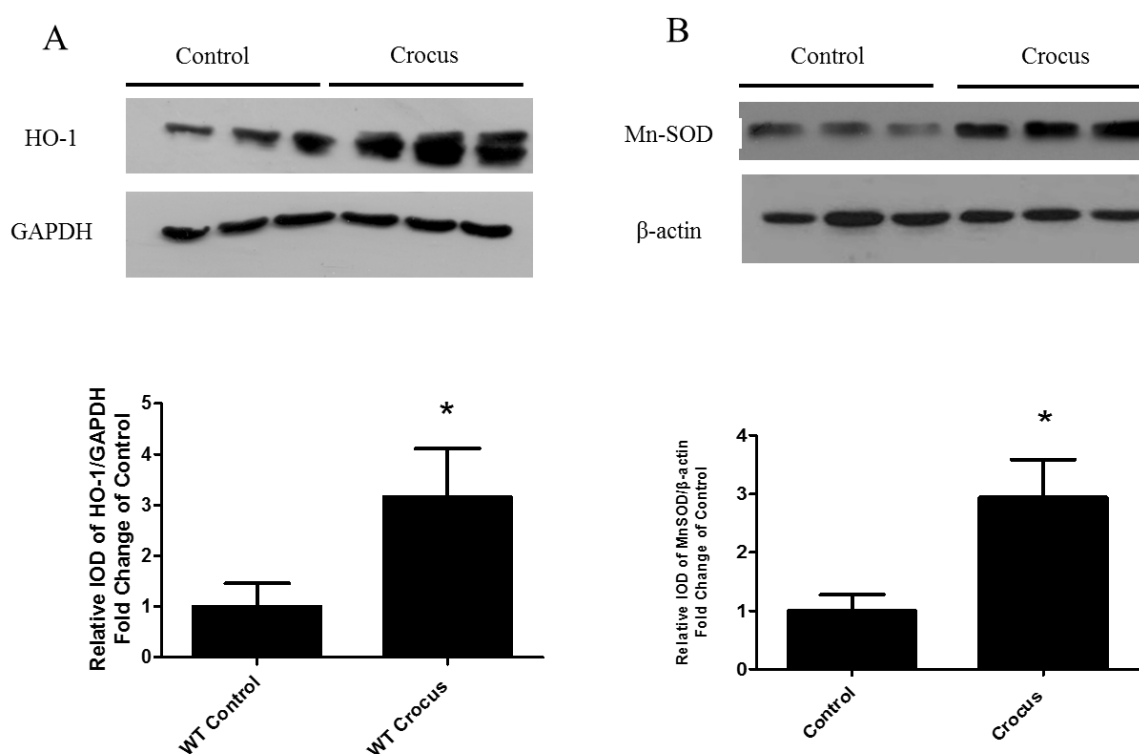 A
Control Crocus
HO-1
GAPDH
Relative IOD of HO-1/GAPDH
Fold Change of Control
5
4
3
2
1
0
*
WT Control
WT Crocus
B
Control Crocus
Mn-SOD
β-actin
Relative IOD of MnSOD/β-actin
Fold Change of Control
4
3
2
1
0
*
Control
Crocus